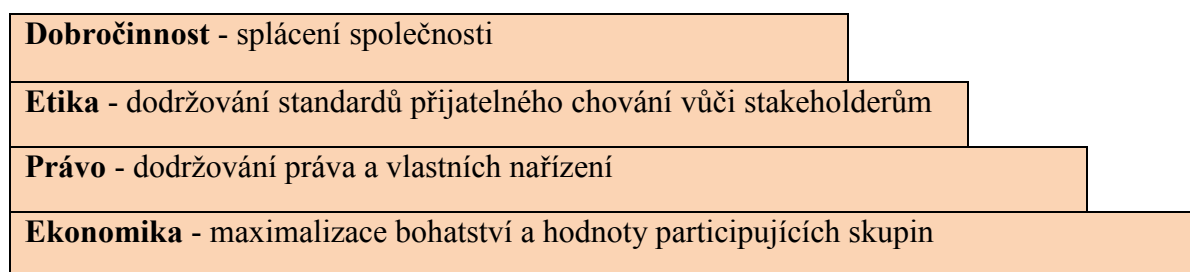 Dobročinnost - splácení společnosti
Etika - dodržování standardů přijatelného chování vůči stakeholderům
Právo - dodržování práva a vlastních nařízení
Ekonomika - maximalizace bohatství a hodnoty participujících skupin